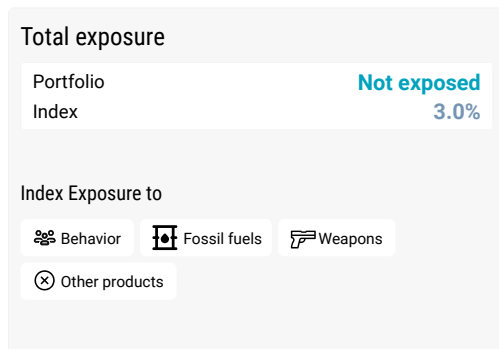 Total exposure
Portfolio Not exposed
Index 3.0%
Index Exposure to
Behavior Fossil fuels Weapons
Other products